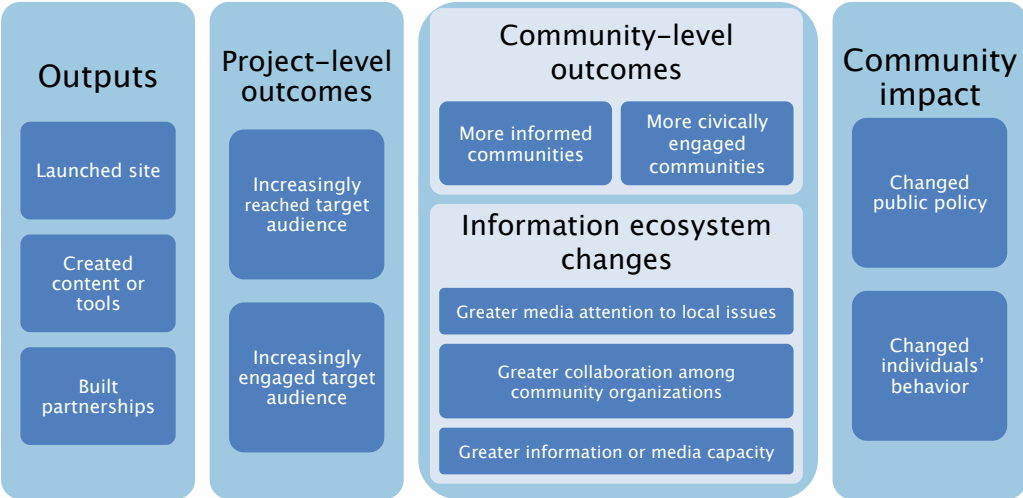 Outputs
Launched site
Created
content or
tools
Built
partnerships
Project-level
outcomes
Increasingly
reached target
audience
Increasingly
engaged target
audience
Community-level
outcomes
More informed
communities
More civically
engaged
communities
Information ecosystem
changes
Greater media attention to local issues
Greater collaboration among
community organizations
Greater information or media capacity
Community
impact
Changed
public policy
Changed
individuals’
behavior